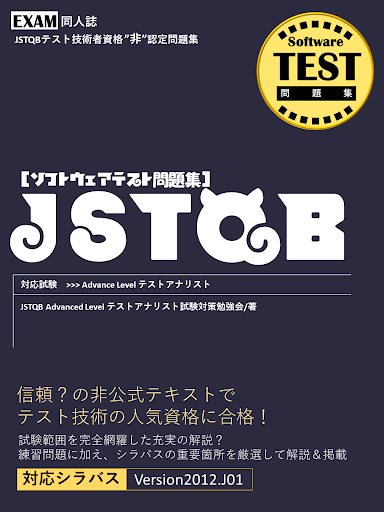 EXAM 同人誌
JSTQBテスト技術者資格”非”認定問題集
Software
TEST
問題集
[ソフトウェアテスト問題集]
JSTQB
対応試験 >>> Advance Level テストアナリスト
JSTQB Advanced Level テストアナリスト試験対策勉強会/著
信頼？の非公式テキストで
テスト技術の人気資格に合格！
試験範囲を完全網羅した充実の解説？
練習問題に加え、シラバスの重要箇所を厳選して解説＆掲載
対応シラバス Version2012.J01